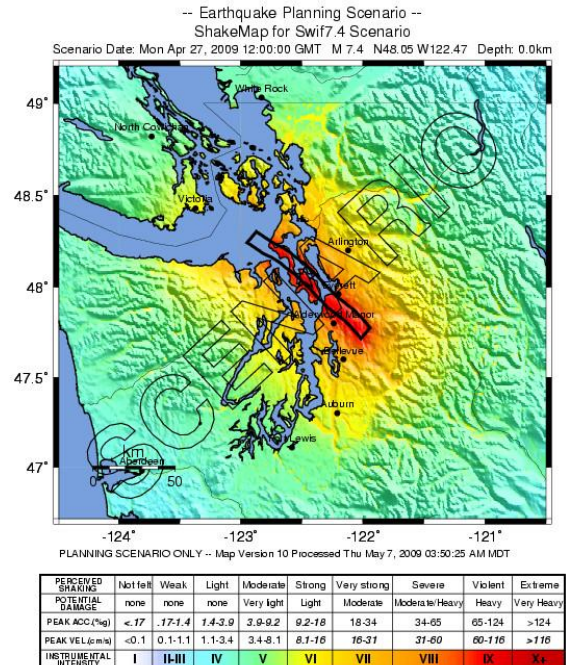 -- Earthquake Planning Scenario --
ShakeMap for Swif7.4 Scenario
Scenario Date: Mon Apr 27, 2009 12:00:00 GMT M 7.4 N48.05 W122.47 Depth: 0.0km
49°
White Rock
North Cowichan
48.5°
Victoria
Arlington
48°
Everett
Alderwood Manor
Bellevue
47.5°
Auburn
Fort Lewis
km
47°
Aberdeen
0 50
SCENARIO
-124° -123° -122° -121°
PLANNING SCENARIO ONLY -- Map Version 10 Processed Thu May 7, 2009 03:50:25 AM MDT
PERCEIVED SHAKING Not felt Weak Light Moderate Strong Very strong Severe Violent Extreme
POTENTIAL DAMAGE none none none Very light Light Moderate Moderate/Heavy Heavy Very Heavy
PEAK ACC.(%g) <.17 .17-1.4 1.4-3.9 3.9-9.2 9.2-18 18-34 34-65 65-124 >124
PEAK VEL.(cm/s) <0.1 0.1-1.1 1.1-3.4 3.4-8.1 8.1-16 16-31 31-60 60-116 >116
INSTRUMENTAL INTENSITY I II-III IV V VI VII VIII IX X+